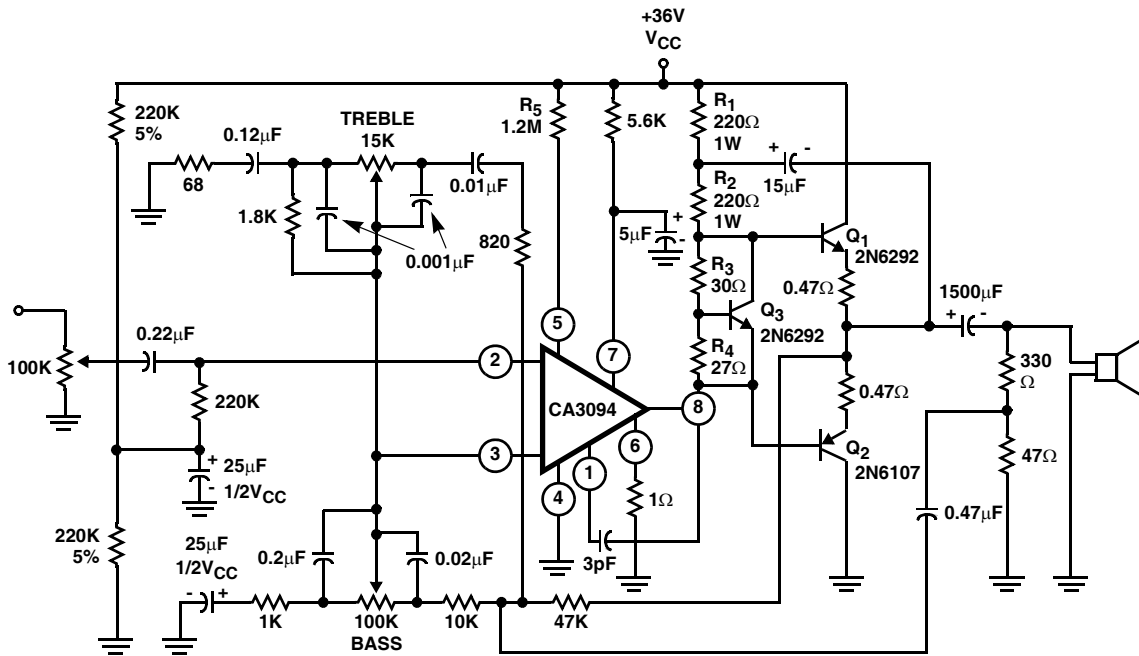 +36V
VCC
220K
5%
TREBLE
15K
0.12μF
68
1.8K
0.01μF
0.001μF
820
R5
1.2M
5.6K
5μF
+
-
R1
220Ω
1W
+
-
15μF
R2
220Ω
1W
R3
30Ω
R4
27Ω
Q3
2N6292
Q1
2N6292
0.47Ω
0.47Ω
Q2
2N6107
1500μF
+
-
330
Ω
47Ω
0.47μF
100K
0.22μF
220K
+
-
25μF
1/2VCC
220K
5%
5
7
2
CA3094
8
3
6
1
4
1Ω
3pF
25μF
1/2VCC
-
+
0.2μF
0.02μF
1K
100K
BASS
10K
47K